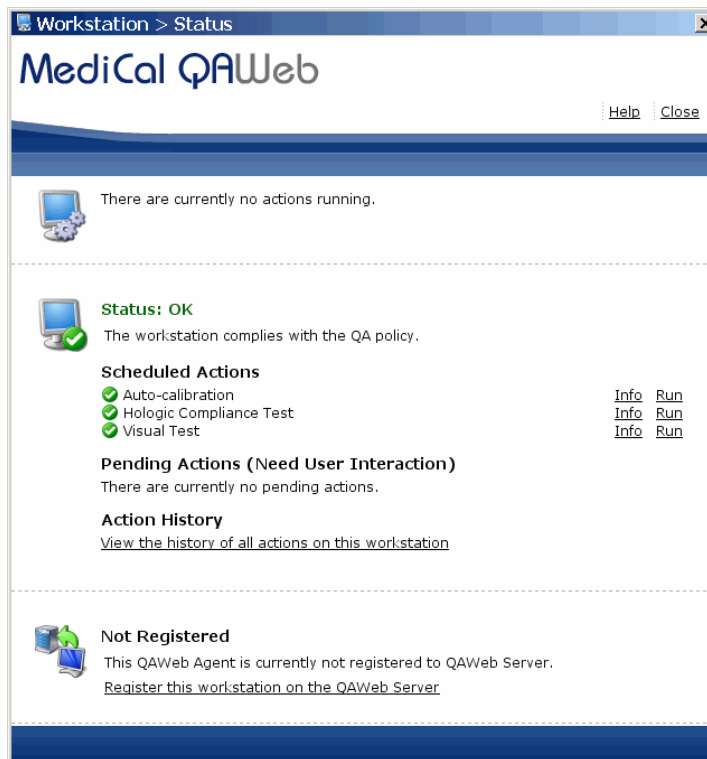 Workstation > Status
MediCal QAWeb
Help Close
There are currently no actions running.
Status: OK
The workstation complies with the QA policy.
Scheduled Actions
Auto-calibration Info Run
Hologic Compliance Test Info Run
Visual Test Info Run
Pending Actions (Need User Interaction)
There are currently no pending actions.
Action History
View the history of all actions on this workstation
Not Registered
This QAWeb Agent is currently not registered to QAWeb Server.
Register this workstation on the QAWeb Server